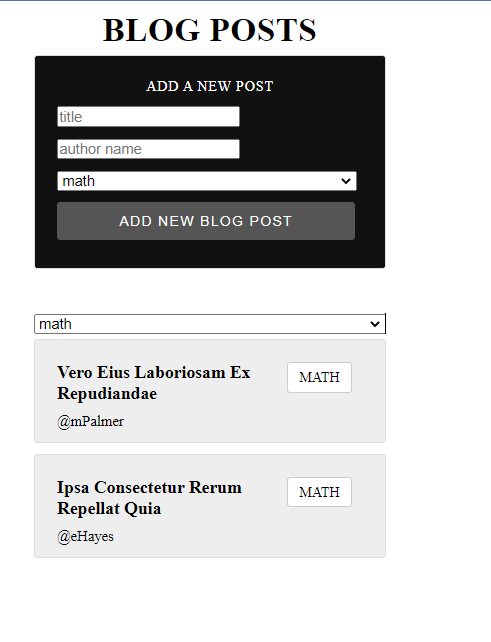 BLOG POSTS
ADD A NEW POST
title
author name
math
ADD NEW BLOG POST
math
Vero Eius Laboriosam Ex
Repudiandae
MATH
@mPalmer
Ipsa Consectetur Rerum
Repellat Quia
MATH
@eHayes